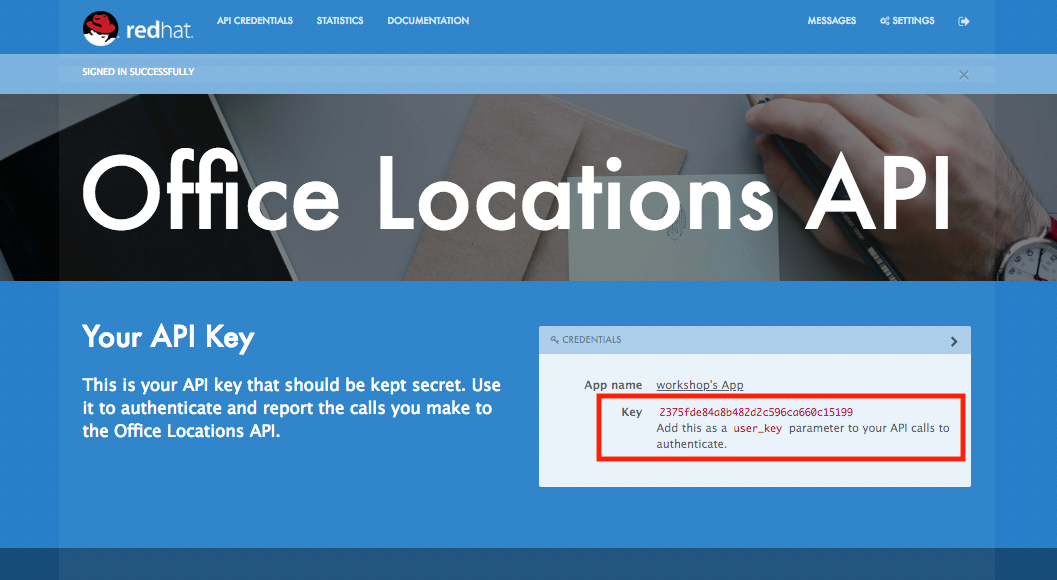 redhat.
API CREDENTIALS
STATISTICS
DOCUMENTATION
MESSAGES
SETTINGS
SIGNED IN SUCCESSFULLY
Office Locations API
Your API Key
This is your API key that should be kept secret. Use
it to authenticate and report the calls you make to
the Office Locations API.
CREDENTIALS
App name workshop's App
Key 2375fde84a8b482d2c596ca660c15199
Add this as a user_key parameter to your API calls to
authenticate.